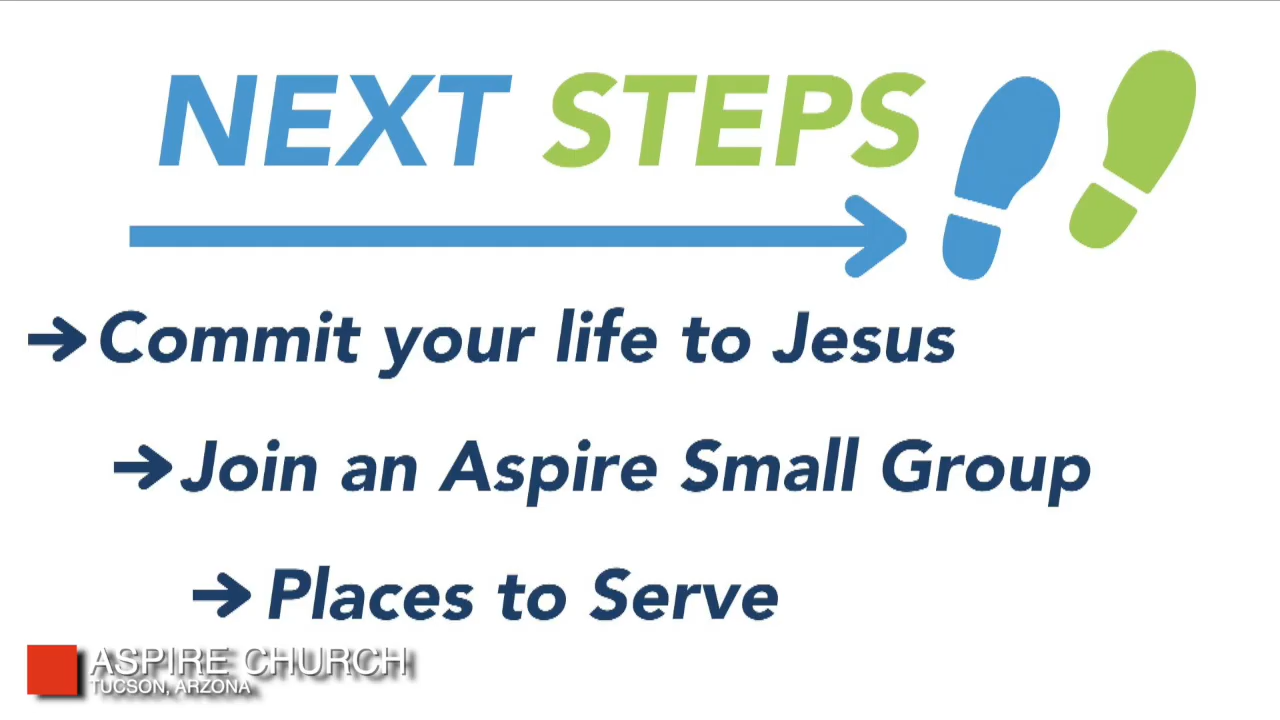 NEXT STEPS
Commit your life to Jesus
Join an Aspire Small Group
Places to Serve
ASPIRE CHURCH
TUCSON, ARZONA